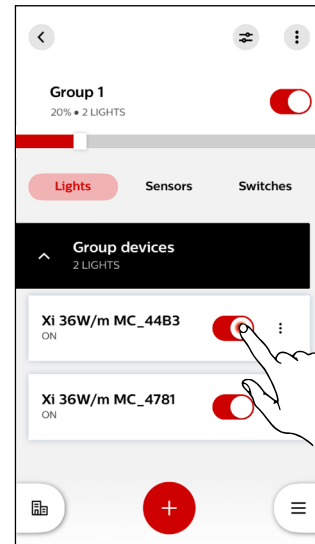 Group 1
20% • 2 LIGHTS
Lights Sensors Switches
Group devices
2 LIGHTS
Xi 36W/m MC_44B3
ON
Xi 36W/m MC_4781
ON